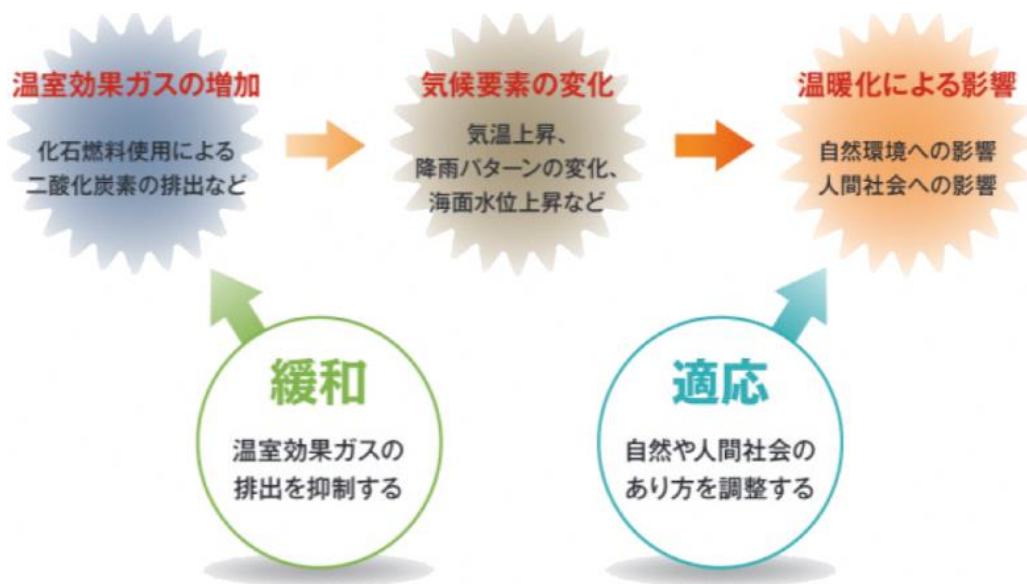 温室効果ガスの増加
化石燃料使用による
二酸化炭素の排出など
気候要素の変化
気温上昇、
降雨パターンの変化、
海面水位上昇など
温暖化による影響
自然環境への影響
人間社会への影響
緩和
温室効果ガスの
排出を抑制する
適応
自然や人間社会の
あり方を調整する